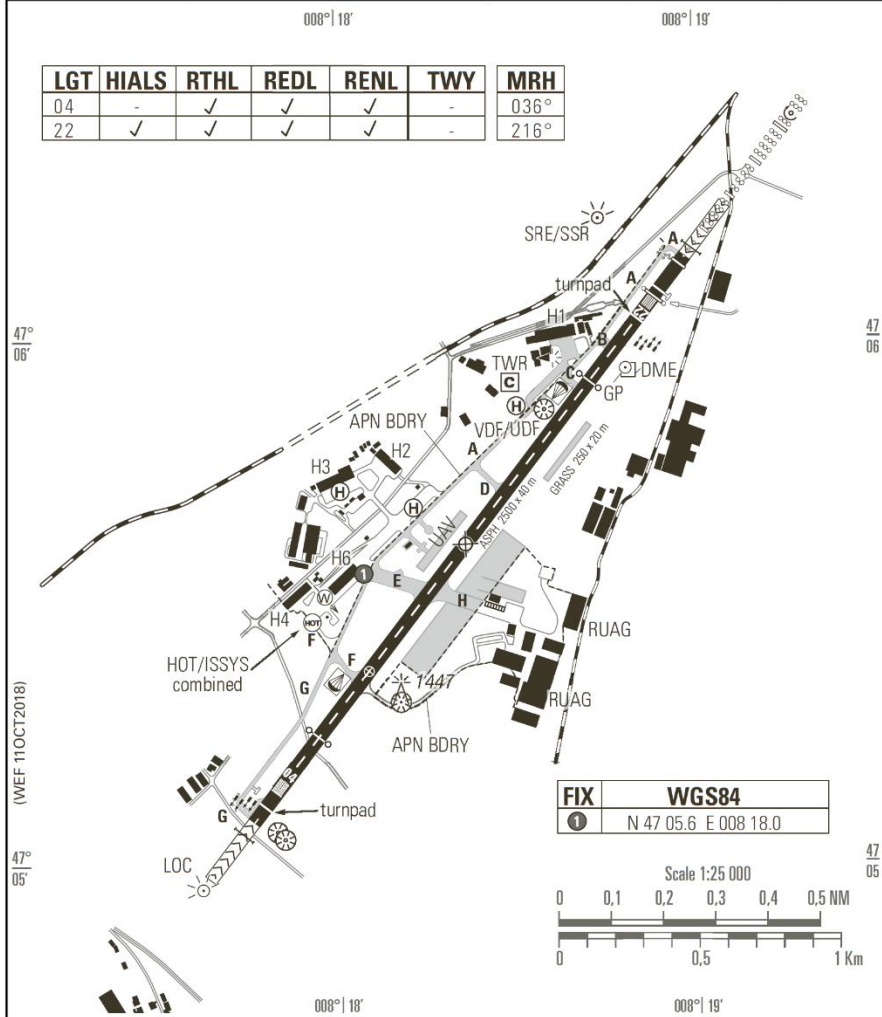 008° 18' 008° 19'
LGT HIALS RTHL REDL RENL TWY MRH
04 - ✓ ✓ ✓ - 036°
22 ✓ ✓ ✓ ✓ - 216°
SRE/SSR
A
A
turnpad
47° 06'
47 06
H1
22
B
TWR
C
C
DME
GP
H
VDF/UDF
APN BDRY
A
GRASS 250 x 20 m
H2
H3
H
D
ASPH 2500 x 40 m
H
UAV
H6
1
E
H
W
H4
HOT
F
RUAG
HOT/ISSYS
combined
F
1447
G
RUAG
APN BDRY
(WEF 11OCT2018)
04
FIX WGS84
1 N 47 05.6 E 008 18.0
G
turnpad
47° 05'
47 05
LOC
Scale 1:25 000
0 0,1 0,2 0,3 0,4 0,5 NM
0 0,5 1 Km
008° 18' 008° 19'